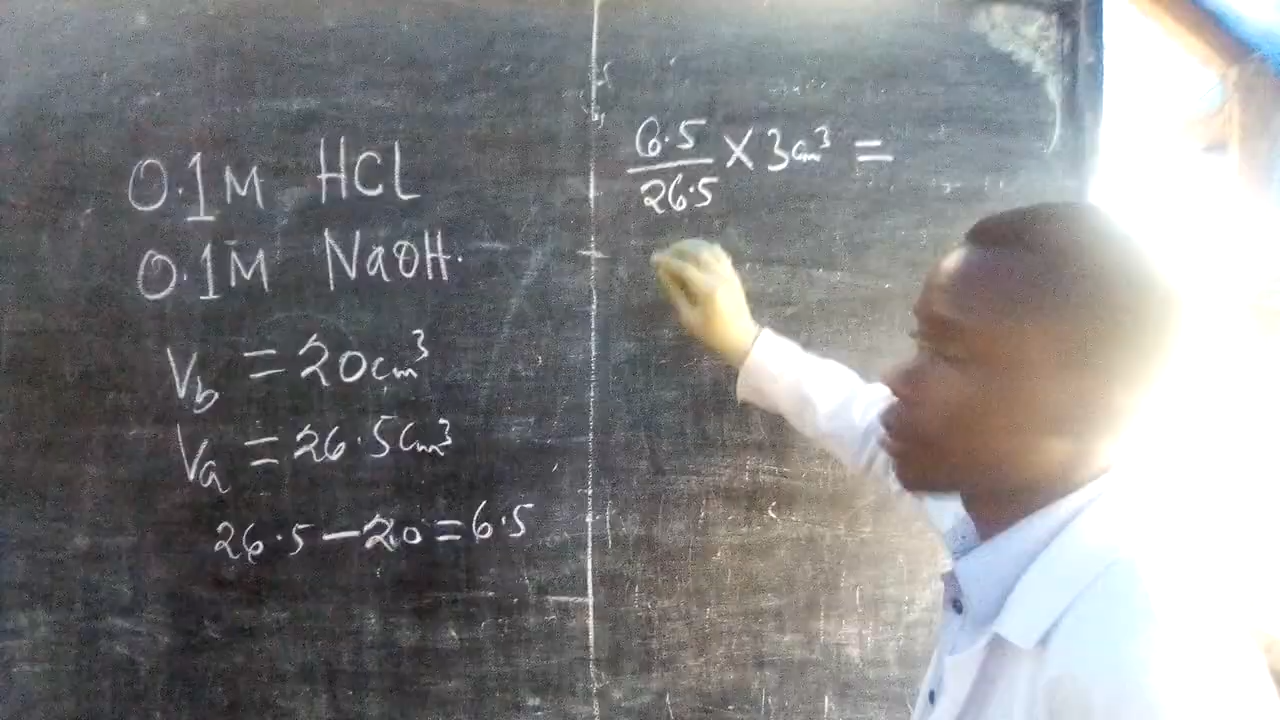 0.1M HCl
0.1M NaOH.
Vb = 20cm³
Va = 26.5cm³
26.5 - 20 = 6.5
6.5/26.5 × 3cm³ =